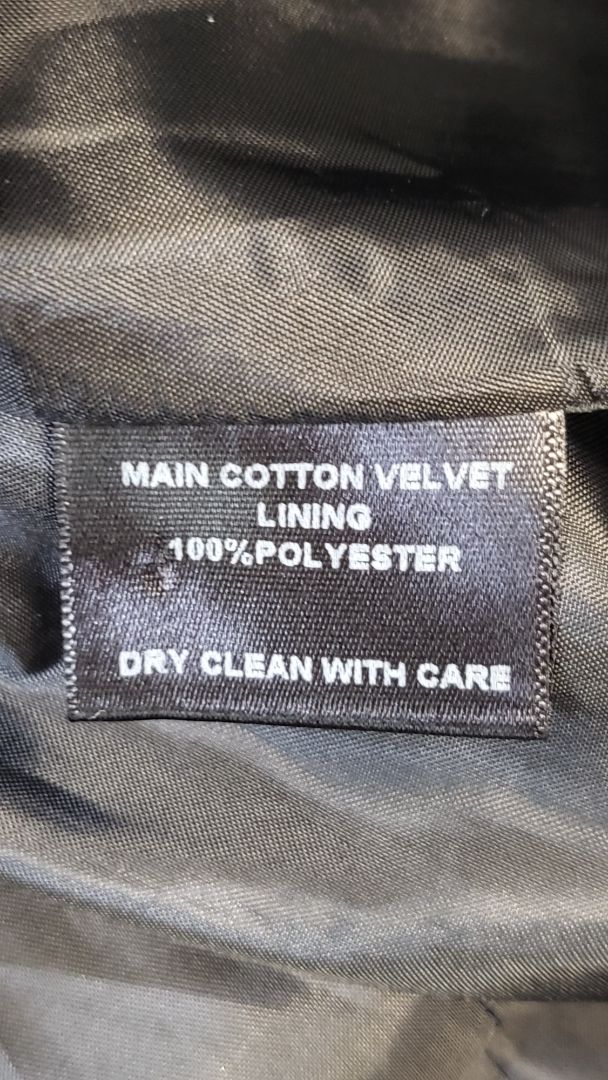 MAIN COTTON VELVET
LINING
100%POLYESTER
DRY CLEAN WITH CARE